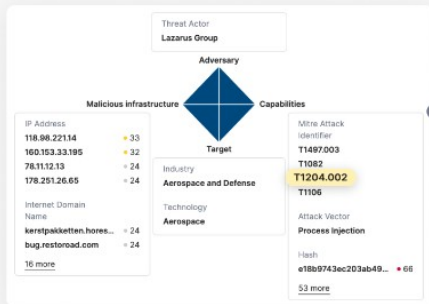 Threat Actor
Lazarus Group
Adversary
Malicious infrastructure
Capabilities
Target
IP Address
118.98.221.14 33
160.153.33.195 32
78.11.12.13 24
178.251.26.65 24
Internet Domain
Name
kerstpakketten.hores... 24
bug.restoroad.com 24
16 more
Industry
Aerospace and Defense
Technology
Aerospace
Mitre Attack
Identifier
T1497.003
T1082
T1204.002
T1106
Attack Vector
Process Injection
Hash
e18b9743ec203ab49... 66
53 more